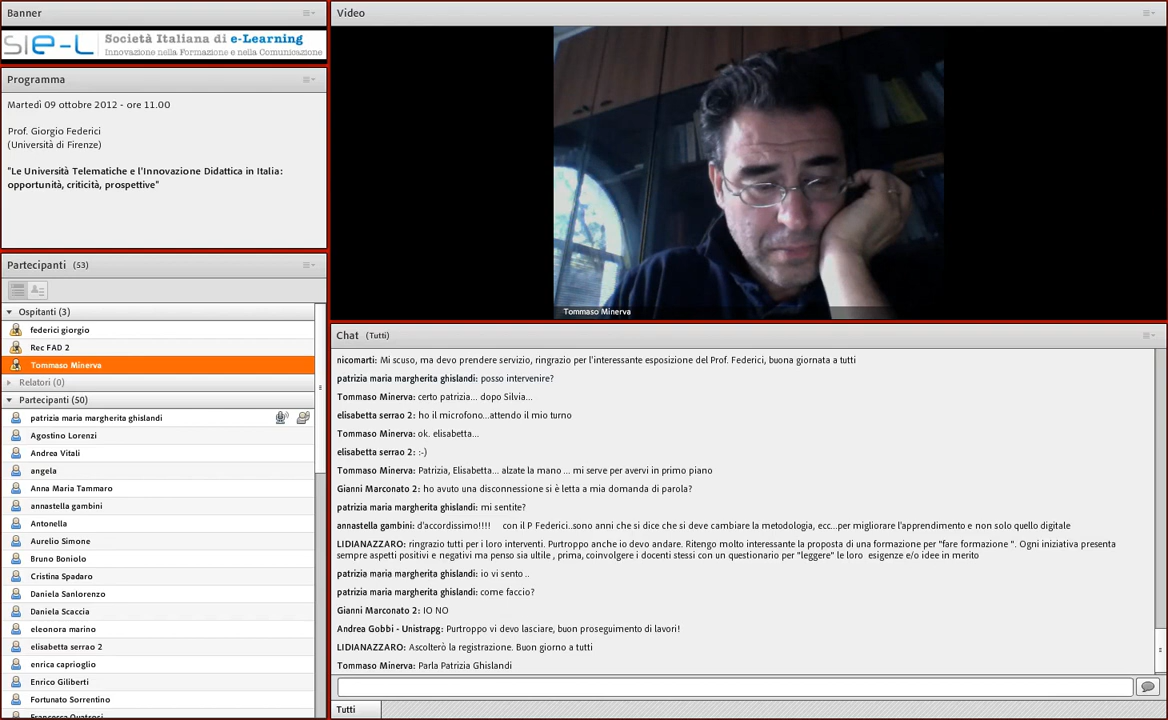 Banner
SIE-L Società Italiana di e-Learning
Innovazione nella Formazione e nella Comunicazione
Programma
Martedì 09 ottobre 2012 - ore 11.00
Prof. Giorgio Federici
(Università di Firenze)
"Le Università Telematiche e l'Innovazione Didattica in Italia:
opportunità, criticità, prospettive"
Partecipanti (53)
Ospitanti (3)
federici giorgio
Rec FAD 2
Tommaso Minerva
Relatori (0)
Partecipanti (50)
patrizia maria margherita ghislandi
Agostino Lorenzi
Andrea Vitali
angela
Anna Maria Tammaro
annastella gambini
Antonella
Aurelio Simone
Bruno Boniolo
Cristina Spadaro
Daniela Sanlorenzo
Daniela Scaccia
eleonora marino
elisabetta serrao 2
enrica caprioglio
Enrico Giliberti
Fortunato Sorrentino
Francesca Quatrosi
Video
Tommaso Minerva
Chat (Tutti)
nicomarti: Mi scuso, ma devo prendere servizio, ringrazio per l'interessante esposizione del Prof. Federici, buona giornata a tutti
patrizia maria margherita ghislandi: posso intervenire?
Tommaso Minerva: certo patrizia... dopo Silvia...
elisabetta serrao 2: ho il microfono...attendo il mio turno
Tommaso Minerva: ok. elisabetta...
elisabetta serrao 2: :-)
Tommaso Minerva: Patrizia, Elisabetta... alzate la mano ... mi serve per avervi in primo piano
Gianni Marconato 2: ho avuto una disconnessione si è letta a mia domanda di parola?
patrizia maria margherita ghislandi: mi sentite?
annastella gambini: d'accordissimo!!!! con il P Federici..sono anni che si dice che si deve cambiare la metodologia, ecc...per migliorare l'apprendimento e non solo quello digitale
LIDIANAZZARO: ringrazio tutti per i loro interventi. Purtroppo anche io devo andare. Ritengo molto interessante la proposta di una formazione per "fare formazione ". Ogni iniziativa presenta
sempre aspetti positivi e negativi ma penso sia ultile , prima, coinvolgere i docenti stessi con un questionario per "leggere" le loro esigenze e/o idee in merito
patrizia maria margherita ghislandi: io vi sento ..
patrizia maria margherita ghislandi: come faccio?
Gianni Marconato 2: IO NO
Andrea Gobbi - Unistrapg: Purtroppo vi devo lasciare, buon proseguimento di lavori!
LIDIANAZZARO: Ascolterò la registrazione. Buon giorno a tutti
Tommaso Minerva: Parla Patrizia Ghislandi
Tutti